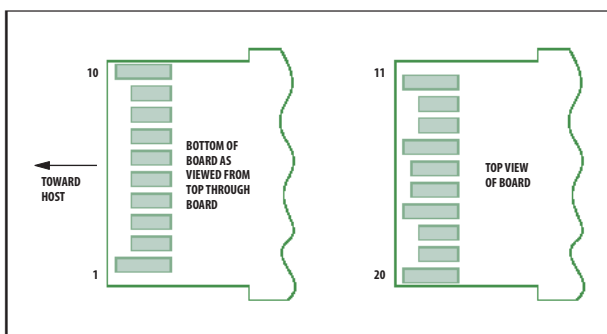 10
BOTTOM OF
BOARD AS
VIEWED FROM
TOP THROUGH
BOARD
TOWARD
HOST
1
11
TOP VIEW
OF BOARD
20